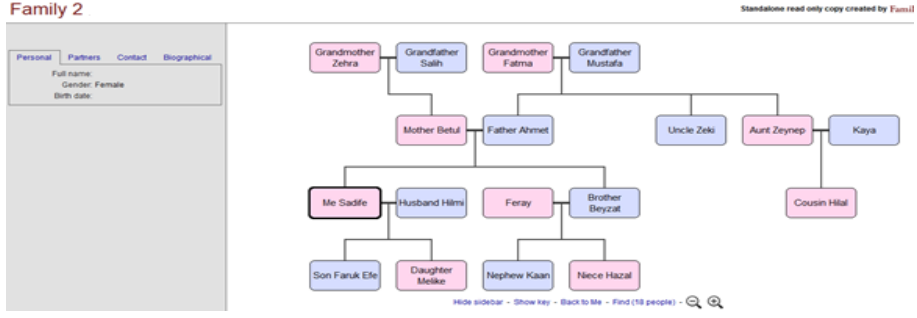 Family 2
Standalone read only copy created by Famil
Personal Partners Contact Biographical
Full name:
Gender: Female
Birth date:
Grandmother
Zehra
Grandfather
Salih
Grandmother
Fatma
Grandfather
Mustafa
Mother Betul
Father Ahmet
Uncle Zeki
Aunt Zeynep
Kaya
Me Sadife
Husband Hilmi
Feray
Brother
Beyzat
Cousin Hilal
Son Faruk Efe
Daughter
Melike
Nephew Kaan
Niece Hazal
Hide sidebar - Show key - Back to Me - Find (18 people) -